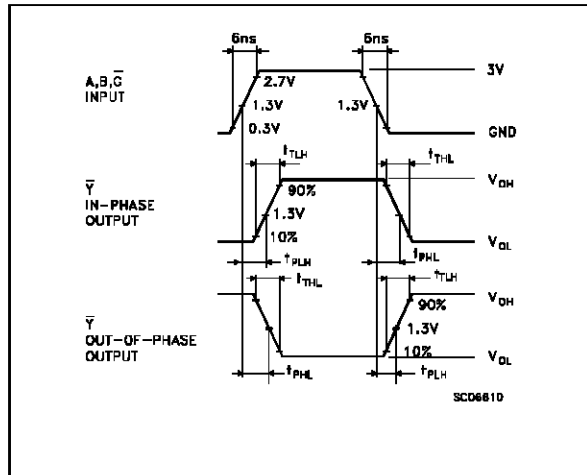 6ns 6ns
A,B,G̅
INPUT
3V
2.7V
1.3V 1.3V
0.3V
GND
tTLH tTHL
Y̅
IN-PHASE
OUTPUT
VOH
90%
1.3V
10%
VOL
tPLH tPHL
tTHL tTLH
Y̅
OUT-OF-PHASE
OUTPUT
VOH
90%
1.3V
10%
VOL
tPHL tPLH
SC06610